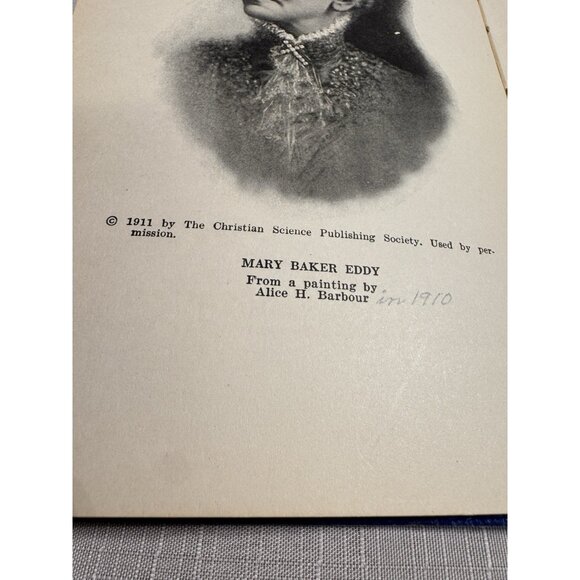 © 1911 by The Christian Science Publishing Society. Used by per-
mission.
MARY BAKER EDDY
From a painting by
Alice H. Barbour in 1910